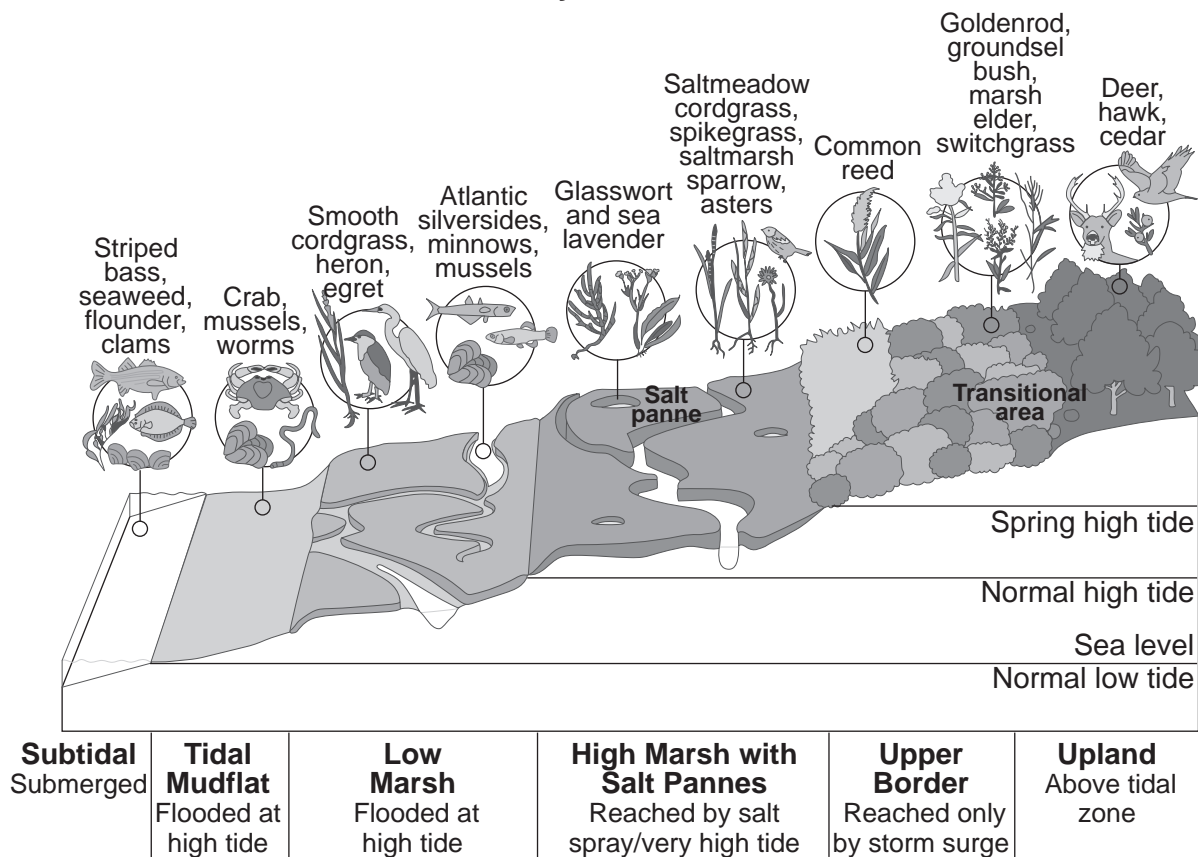 Striped
bass,
seaweed,
flounder,
clams
Crab,
mussels,
worms
Smooth
cordgrass,
heron,
egret
Atlantic
silversides,
minnows,
mussels
Glasswort
and sea
lavender
Saltmeadow
cordgrass,
spikegrass,
saltmarsh
sparrow,
asters
Common
reed
Goldenrod,
groundsel
bush,
marsh
elder,
switchgrass
Deer,
hawk,
cedar
Salt
panne
Transitional
area
Spring high tide
Normal high tide
Sea level
Normal low tide
Subtidal
Submerged
Tidal
Mudflat
Flooded at
high tide
Low
Marsh
Flooded at
high tide
High Marsh with
Salt Pannes
Reached by salt
spray/very high tide
Upper
Border
Reached only
by storm surge
Upland
Above tidal
zone